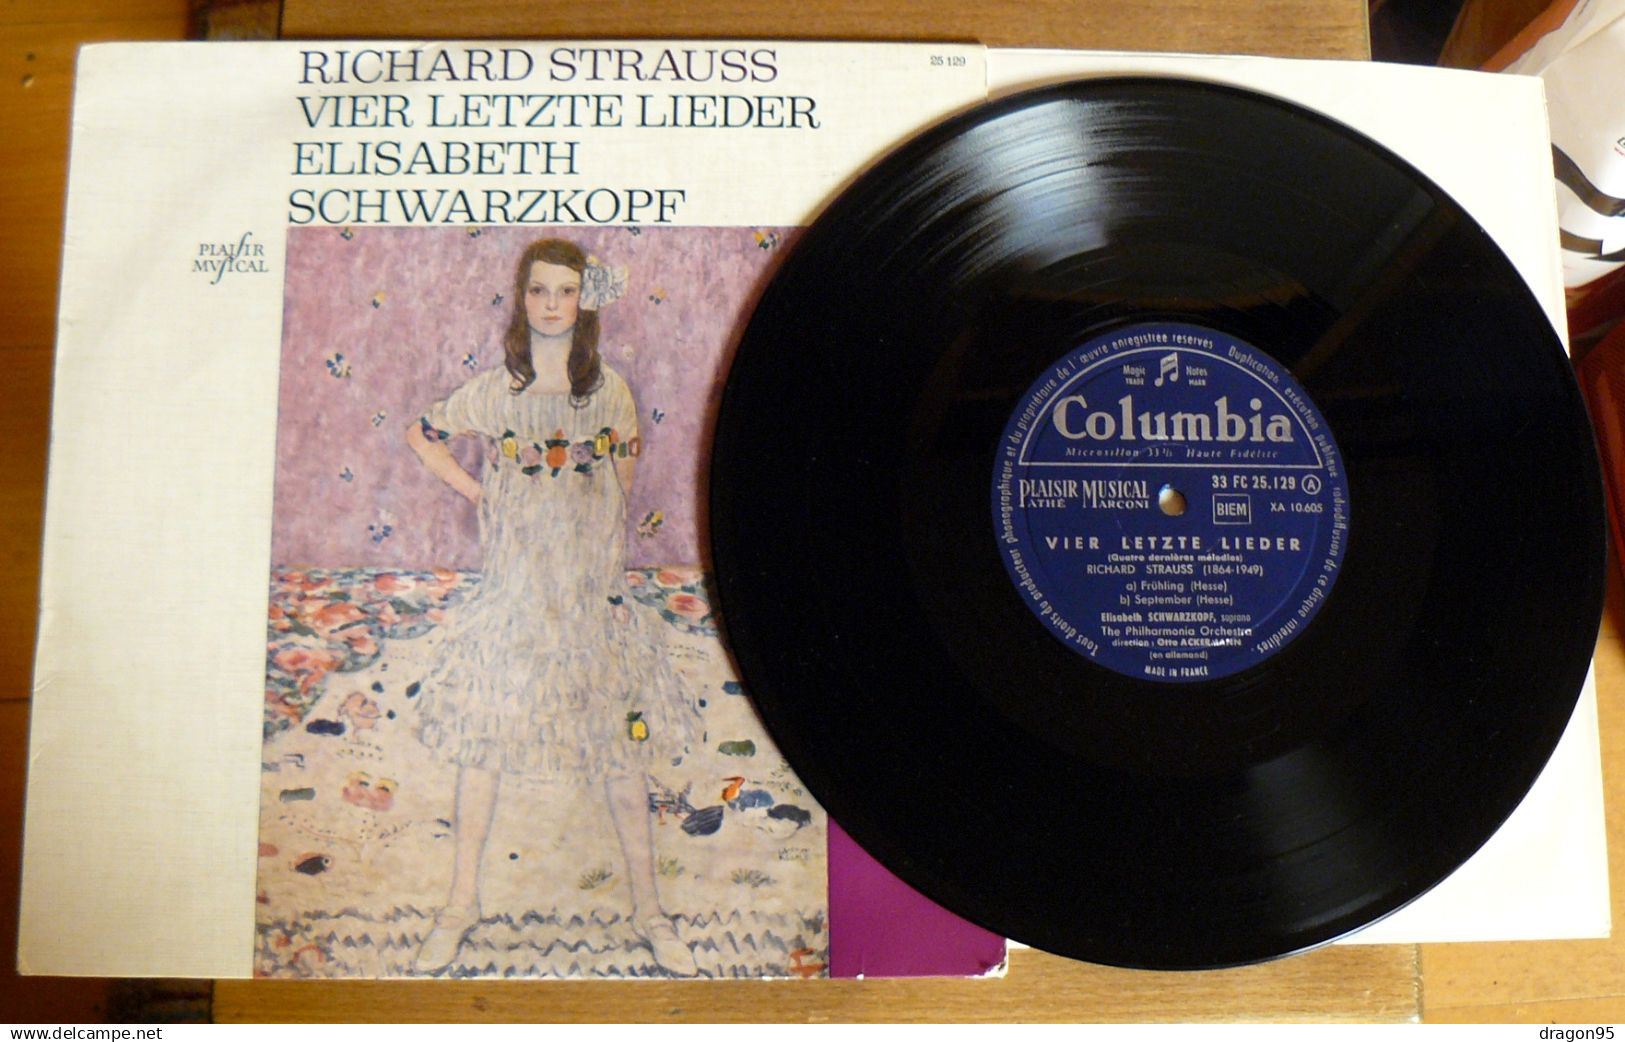 RICHARD STRAUSS
VIER LETZTE LIEDER
ELISABETH
SCHWARZKOPF
25 129
PLAISIR
MVSICAL
Tous droits du producteur phonographique et du propriétaire de l'œuvre enregistrée réservés. Duplication, exécution publique, radiodiffusion de ce disque interdites.
Magic Notes
TRADE MARK
Columbia
Microsillon 33⅓ Haute Fidélité
PLAISIR MUSICAL
PATHÉ MARCONI
33 FC 25.129 A
BIEM
XA 10.605
VIER LETZTE LIEDER
(Quatre dernières mélodies)
RICHARD STRAUSS (1864-1949)
a) Frühling (Hesse)
b) September (Hesse)
Elisabeth SCHWARZKOPF, soprano
The Philharmonia Orchestra
direction : Otto ACKERMANN
(en allemand)
MADE IN FRANCE
www.delcampe.net
dragon95